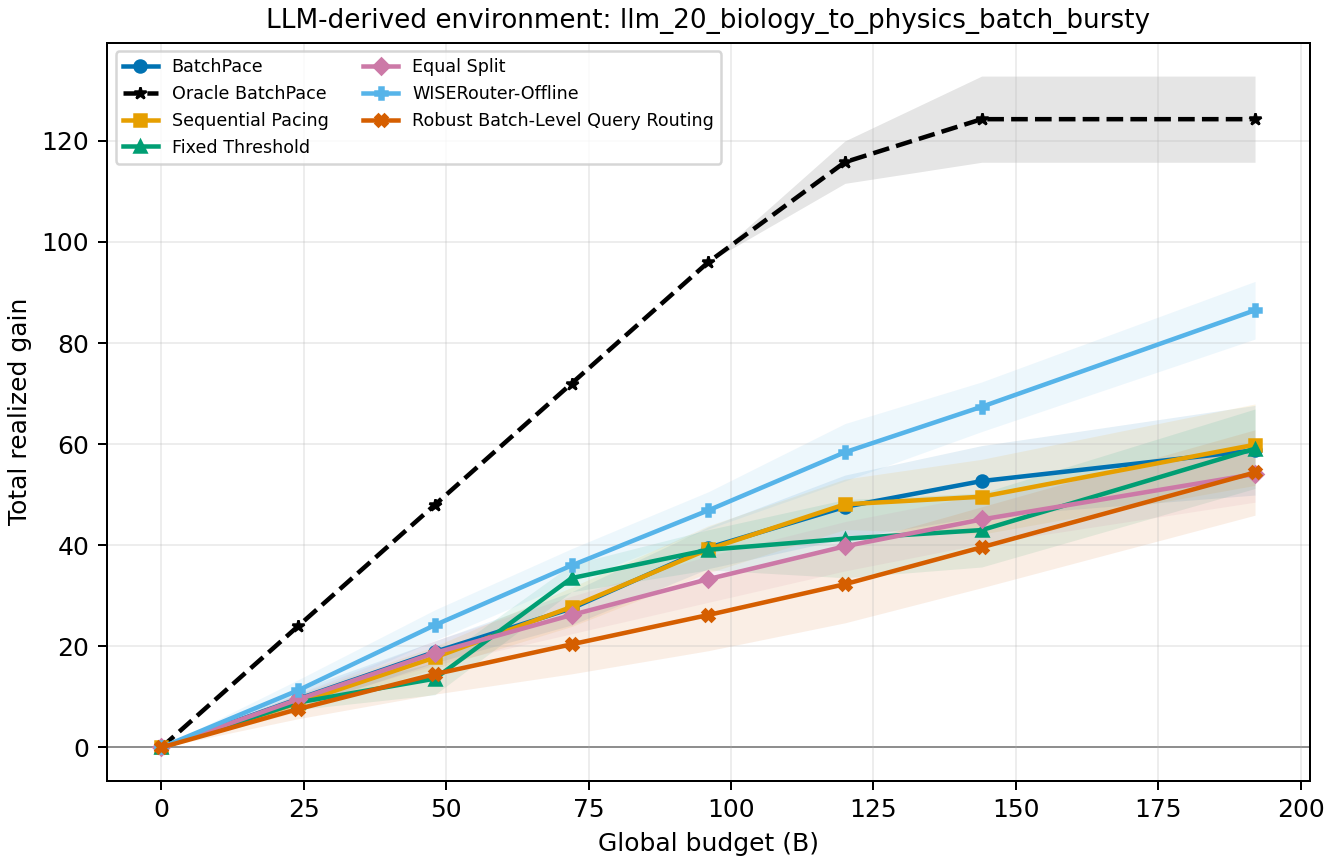 LLM-derived environment: llm_20_biology_to_physics_batch_bursty
BatchPace
Oracle BatchPace
Sequential Pacing
Fixed Threshold
Equal Split
WISERouter-Offline
Robust Batch-Level Query Routing
Total realized gain
120
100
80
60
40
20
0
0 25 50 75 100 125 150 175 200
Global budget (B)